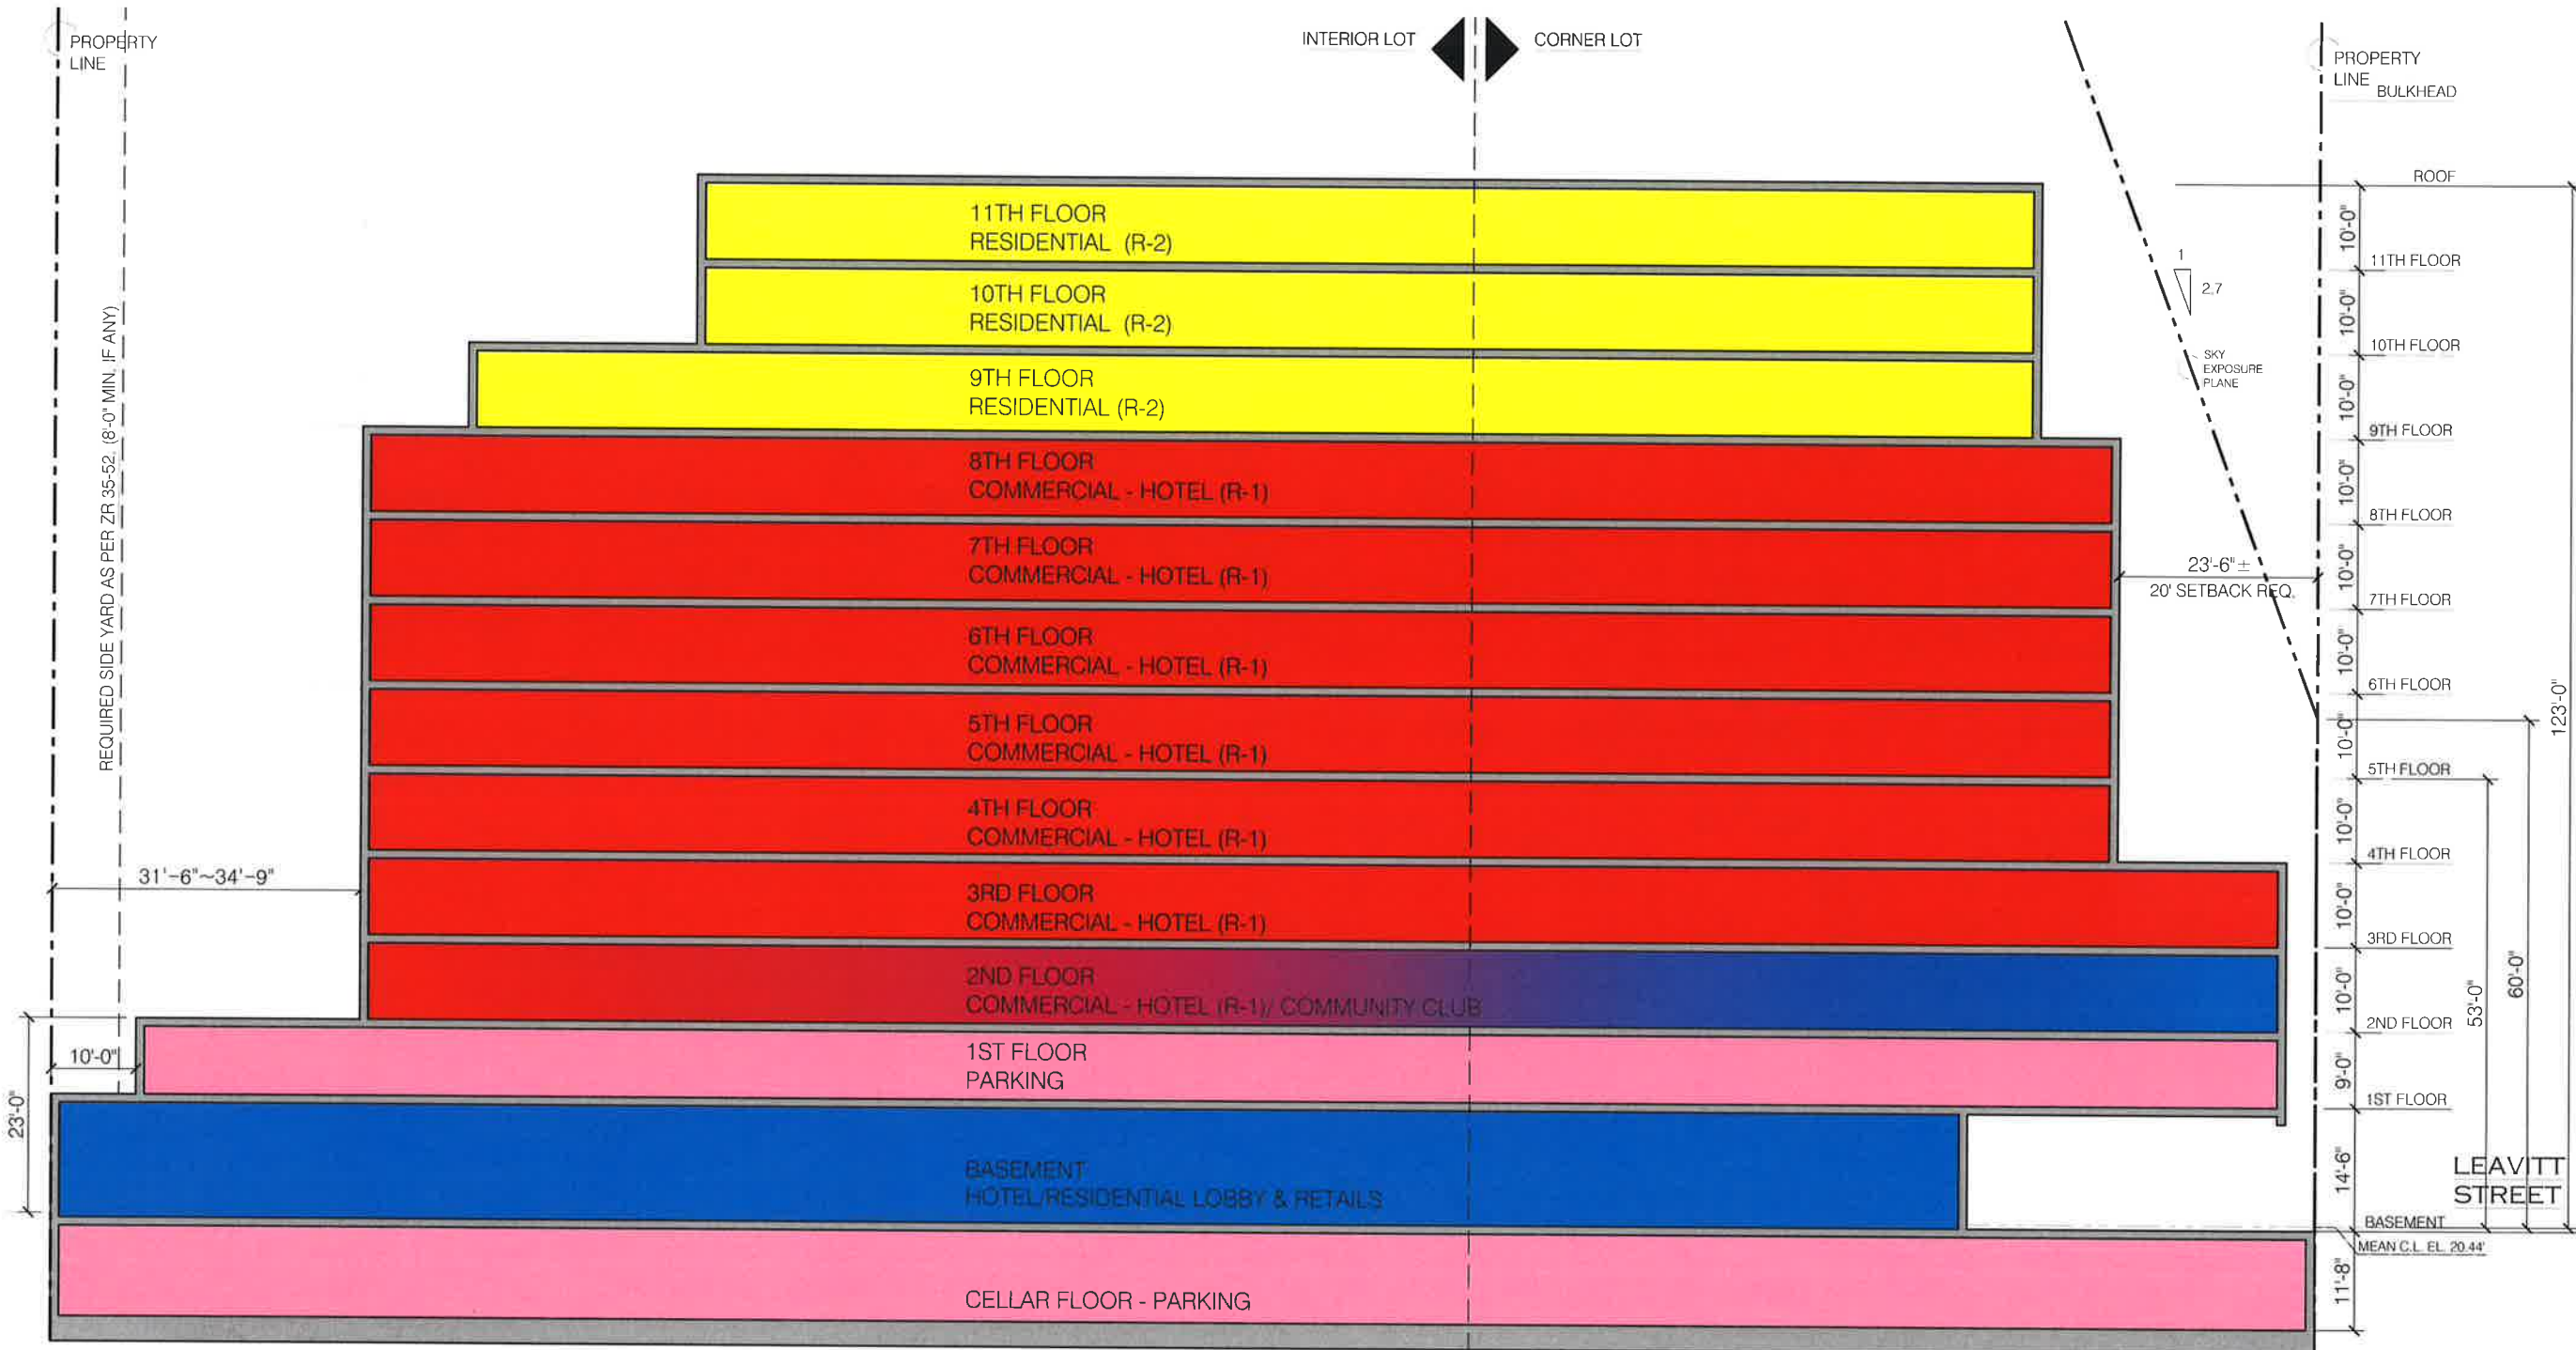 PROPERTY
LINE
INTERIOR LOT
CORNER LOT
PROPERTY
LINE
BULKHEAD
ROOF
11TH FLOOR
RESIDENTIAL (R-2)
10'-0"
11TH FLOOR
1
2.7
10TH FLOOR
RESIDENTIAL (R-2)
10'-0"
10TH FLOOR
SKY
EXPOSURE
PLANE
9TH FLOOR
RESIDENTIAL (R-2)
10'-0"
9TH FLOOR
REQUIRED SIDE YARD AS PER ZR 35-52, (8'-0" MIN, IF ANY)
8TH FLOOR
COMMERCIAL - HOTEL (R-1)
10'-0"
8TH FLOOR
7TH FLOOR
COMMERCIAL - HOTEL (R-1)
23'-6"±
20' SETBACK REQ.
10'-0"
7TH FLOOR
6TH FLOOR
COMMERCIAL - HOTEL (R-1)
10'-0"
6TH FLOOR
123'-0"
5TH FLOOR
COMMERCIAL - HOTEL (R-1)
10'-0"
5TH FLOOR
4TH FLOOR
COMMERCIAL - HOTEL (R-1)
10'-0"
4TH FLOOR
31'-6"~34'-9"
3RD FLOOR
COMMERCIAL - HOTEL (R-1)
10'-0"
3RD FLOOR
2ND FLOOR
COMMERCIAL - HOTEL (R-1)/ COMMUNITY CLUB
10'-0"
2ND FLOOR
53'-0"
60'-0"
10'-0"
23'-0"
1ST FLOOR
PARKING
9'-0"
1ST FLOOR
BASEMENT
HOTEL/RESIDENTIAL LOBBY & RETAILS
14'-6"
LEAVITT
STREET
BASEMENT
MEAN C.L. EL. 20.44'
CELLAR FLOOR - PARKING
11'-8"